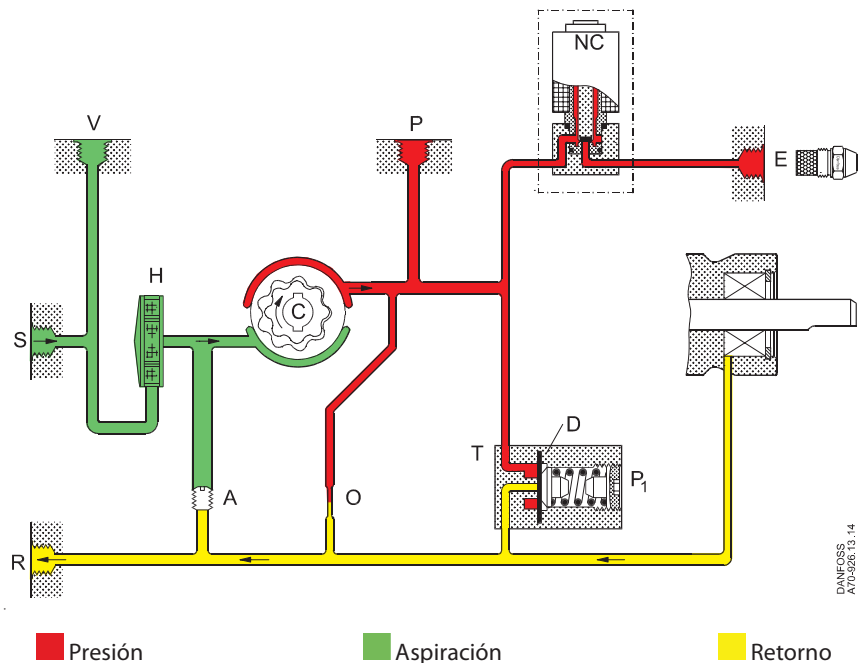 NC
V
P
E
H
C
S
D
T
P1
A
O
R
DANFOSS
A70-926.13.14
Presión
Aspiración
Retorno